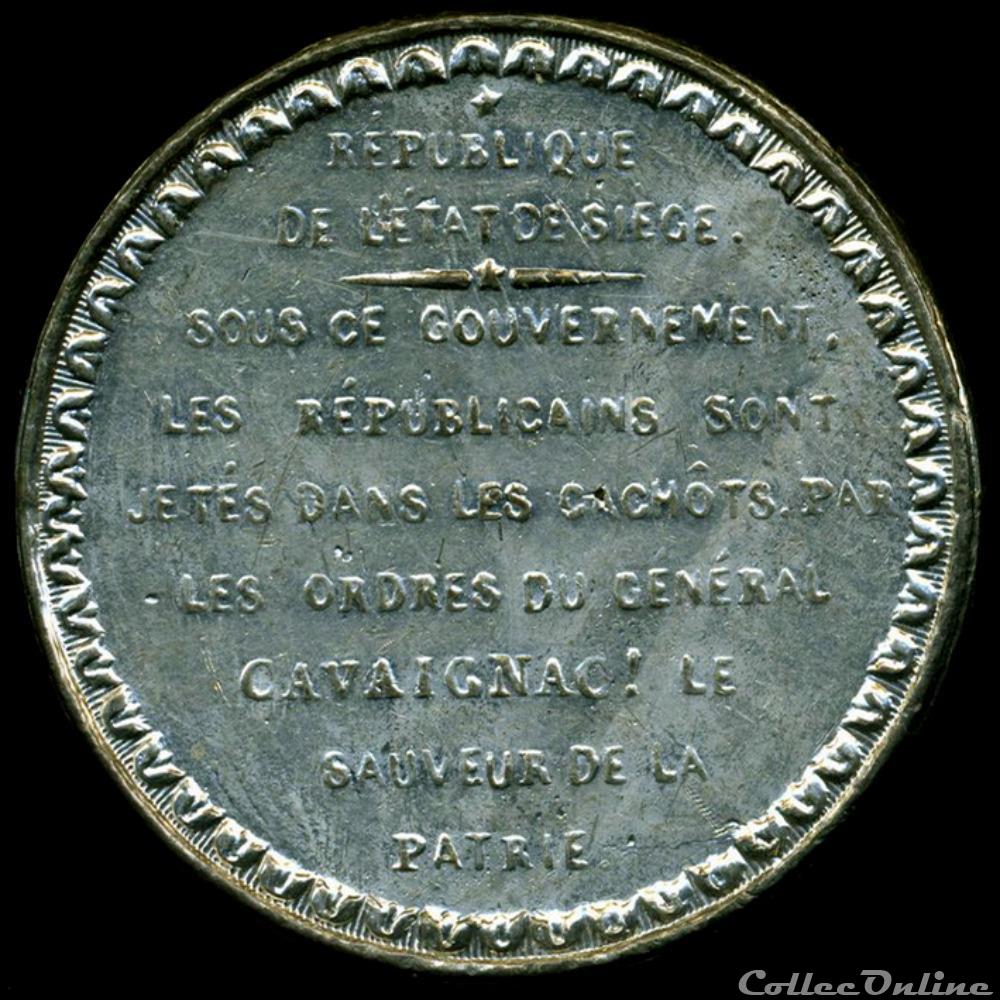 RÉPUBLIQUE
DE L'ÉTAT DE SIÈGE.
SOUS CE GOUVERNEMENT,
LES RÉPUBLICAINS SONT
JETÉS DANS LES CACHÔTS, PAR
LES ORDRES DU GÉNÉRAL
CAVAIGNAC! LE
SAUVEUR DE LA
PATRIE.
CollecOnline